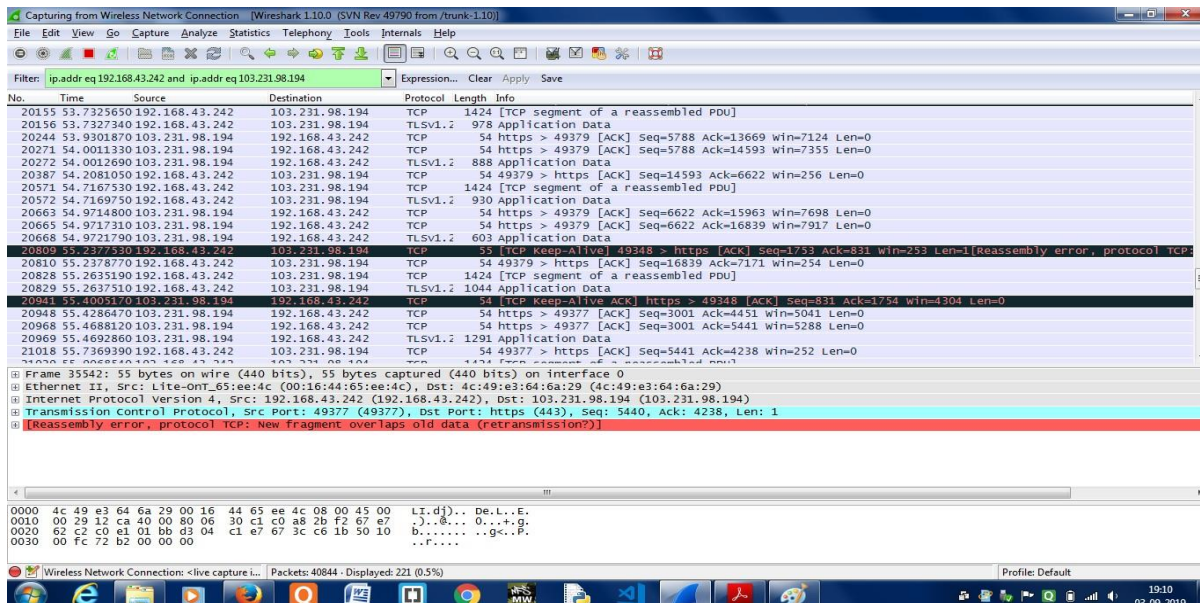 Capturing from Wireless Network Connection [Wireshark 1.10.0 (SVN Rev 49790 from /trunk-1.10)]
File Edit View Go Capture Analyze Statistics Telephony Tools Internals Help
Filter: ip.addr eq 192.168.43.242 and ip.addr eq 103.231.98.194 Expression... Clear Apply Save
No. Time Source Destination Protocol Length Info
20155 53.7325650 192.168.43.242 103.231.98.194 TCP 1424 [TCP segment of a reassembled PDU]
20156 53.7327340 192.168.43.242 103.231.98.194 TLSv1.2 978 Application Data
20244 53.9301870 103.231.98.194 192.168.43.242 TCP 54 https > 49379 [ACK] Seq=5788 Ack=13669 Win=7124 Len=0
20271 54.0011330 103.231.98.194 192.168.43.242 TCP 54 https > 49379 [ACK] Seq=5788 Ack=14593 Win=7355 Len=0
20272 54.0012690 103.231.98.194 192.168.43.242 TLSv1.2 888 Application Data
20387 54.2081050 192.168.43.242 103.231.98.194 TCP 54 49379 > https [ACK] Seq=14593 Ack=6622 Win=256 Len=0
20571 54.7167530 192.168.43.242 103.231.98.194 TCP 1424 [TCP segment of a reassembled PDU]
20572 54.7169750 192.168.43.242 103.231.98.194 TLSv1.2 930 Application Data
20663 54.9714800 103.231.98.194 192.168.43.242 TCP 54 https > 49379 [ACK] Seq=6622 Ack=15963 Win=7698 Len=0
20665 54.9717310 103.231.98.194 192.168.43.242 TCP 54 https > 49379 [ACK] Seq=6622 Ack=16839 Win=7917 Len=0
20668 54.9721790 103.231.98.194 192.168.43.242 TLSv1.2 603 Application Data
20809 55.2377530 192.168.43.242 103.231.98.194 TCP 55 [TCP Keep-Alive] 49348 > https [ACK] Seq=1753 Ack=831 Win=253 Len=1[Reassembly error, protocol TCP:
20810 55.2378770 192.168.43.242 103.231.98.194 TCP 54 49379 > https [ACK] Seq=16839 Ack=7171 Win=254 Len=0
20828 55.2635190 192.168.43.242 103.231.98.194 TCP 1424 [TCP segment of a reassembled PDU]
20829 55.2637510 192.168.43.242 103.231.98.194 TLSv1.2 1044 Application Data
20941 55.4005170 103.231.98.194 192.168.43.242 TCP 54 [TCP Keep-Alive ACK] https > 49348 [ACK] Seq=831 Ack=1754 Win=4304 Len=0
20948 55.4286470 103.231.98.194 192.168.43.242 TCP 54 https > 49377 [ACK] Seq=3001 Ack=4451 Win=5041 Len=0
20968 55.4688120 103.231.98.194 192.168.43.242 TCP 54 https > 49377 [ACK] Seq=3001 Ack=5441 Win=5288 Len=0
20969 55.4692860 103.231.98.194 192.168.43.242 TLSv1.2 1291 Application Data
21018 55.7369390 192.168.43.242 103.231.98.194 TCP 54 49377 > https [ACK] Seq=5441 Ack=4238 Win=252 Len=0
Frame 35542: 55 bytes on wire (440 bits), 55 bytes captured (440 bits) on interface 0
Ethernet II, Src: Lite-OnT_65:ee:4c (00:16:44:65:ee:4c), Dst: 4c:49:e3:64:6a:29 (4c:49:e3:64:6a:29)
Internet Protocol Version 4, Src: 192.168.43.242 (192.168.43.242), Dst: 103.231.98.194 (103.231.98.194)
Transmission Control Protocol, Src Port: 49377 (49377), Dst Port: https (443), Seq: 5440, Ack: 4238, Len: 1
[Reassembly error, protocol TCP: New fragment overlaps old data (retransmission?)]
0000 4c 49 e3 64 6a 29 00 16 44 65 ee 4c 08 00 45 00 LI.dj).. De.L..E.
0010 00 29 12 ca 40 00 80 06 30 c1 c0 a8 2b f2 67 e7 .)..@... 0...+.g.
0020 62 c2 c0 e1 01 bb d3 04 c1 e7 67 3c c6 1b 50 10 b....... ..g<..P.
0030 00 fc 72 b2 00 00 00 ..r....
Wireless Network Connection: <live capture i... Packets: 40844 · Displayed: 221 (0.5%) Profile: Default
NFS MW
19:10
03-09-2019